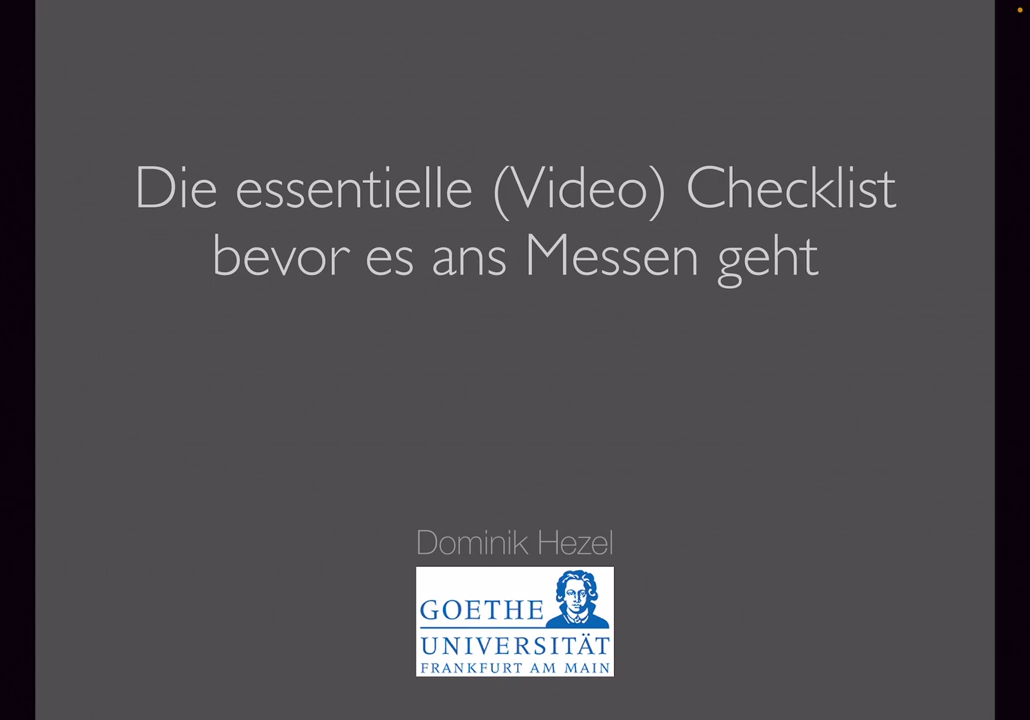 Die essentielle (Video) Checklist
bevor es ans Messen geht
Dominik Hezel
GOETHE
UNIVERSITÄT
FRANKFURT AM MAIN